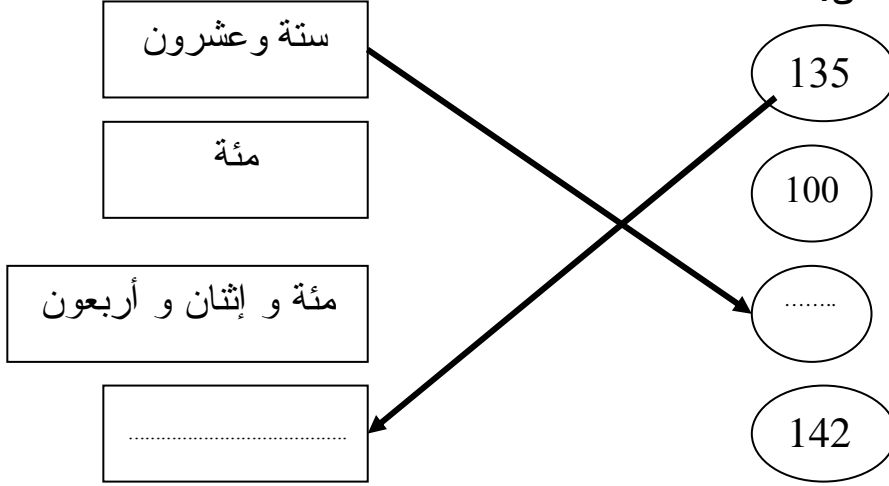 ستة وعشرون
135
مئة
100
مئة و إثنان و أربعون
........
......................................
142